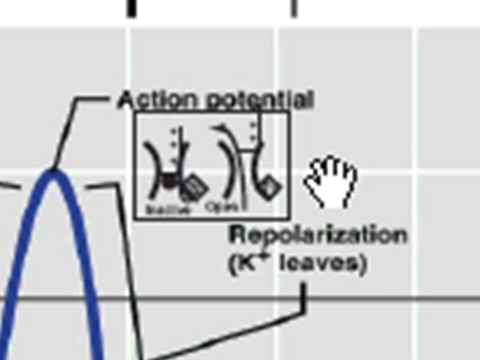 Action potential
Inactive Open
Repolarization
(K⁺ leaves)